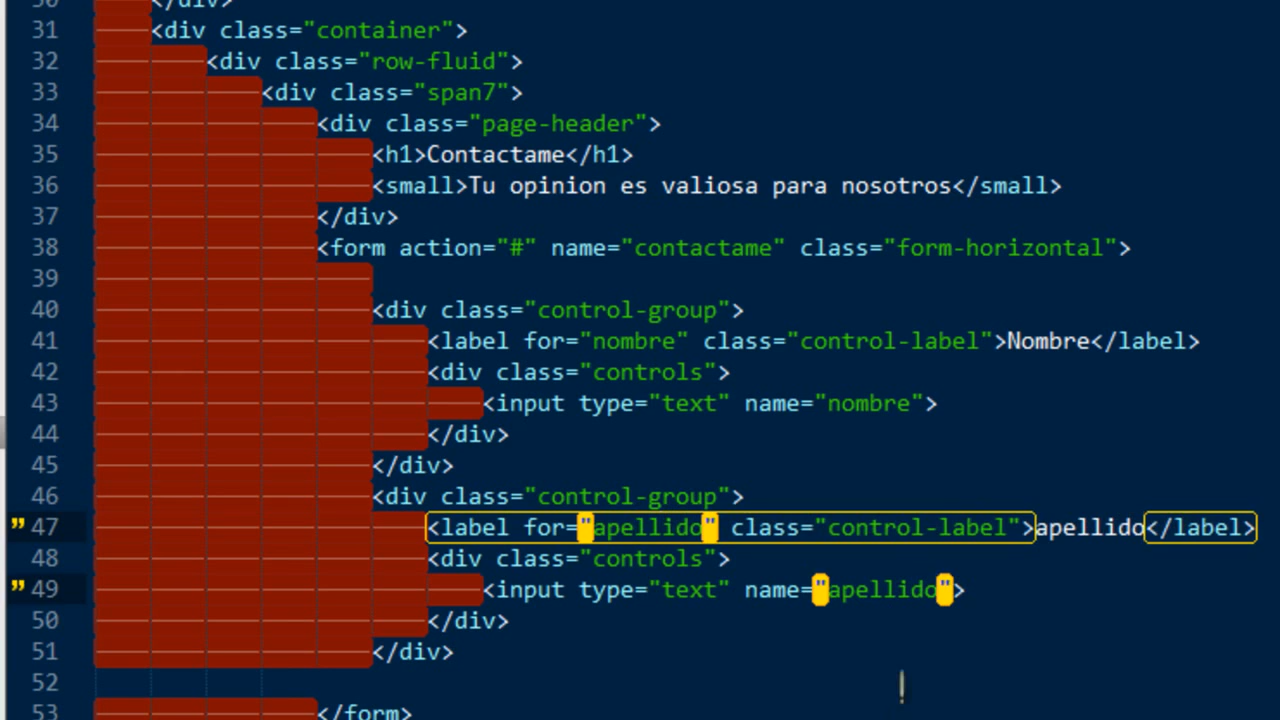 30 </div>
31 <div class="container">
32 <div class="row-fluid">
33 <div class="span7">
34 <div class="page-header">
35 <h1>Contactame</h1>
36 <small>Tu opinion es valiosa para nosotros</small>
37 </div>
38 <form action="#" name="contactame" class="form-horizontal">
39
40 <div class="control-group">
41 <label for="nombre" class="control-label">Nombre</label>
42 <div class="controls">
43 <input type="text" name="nombre">
44 </div>
45 </div>
46 <div class="control-group">
" 47 <label for="apellido" class="control-label">apellido</label>
48 <div class="controls">
" 49 <input type="text" name="apellido">
50 </div>
51 </div>
52
53 </form>